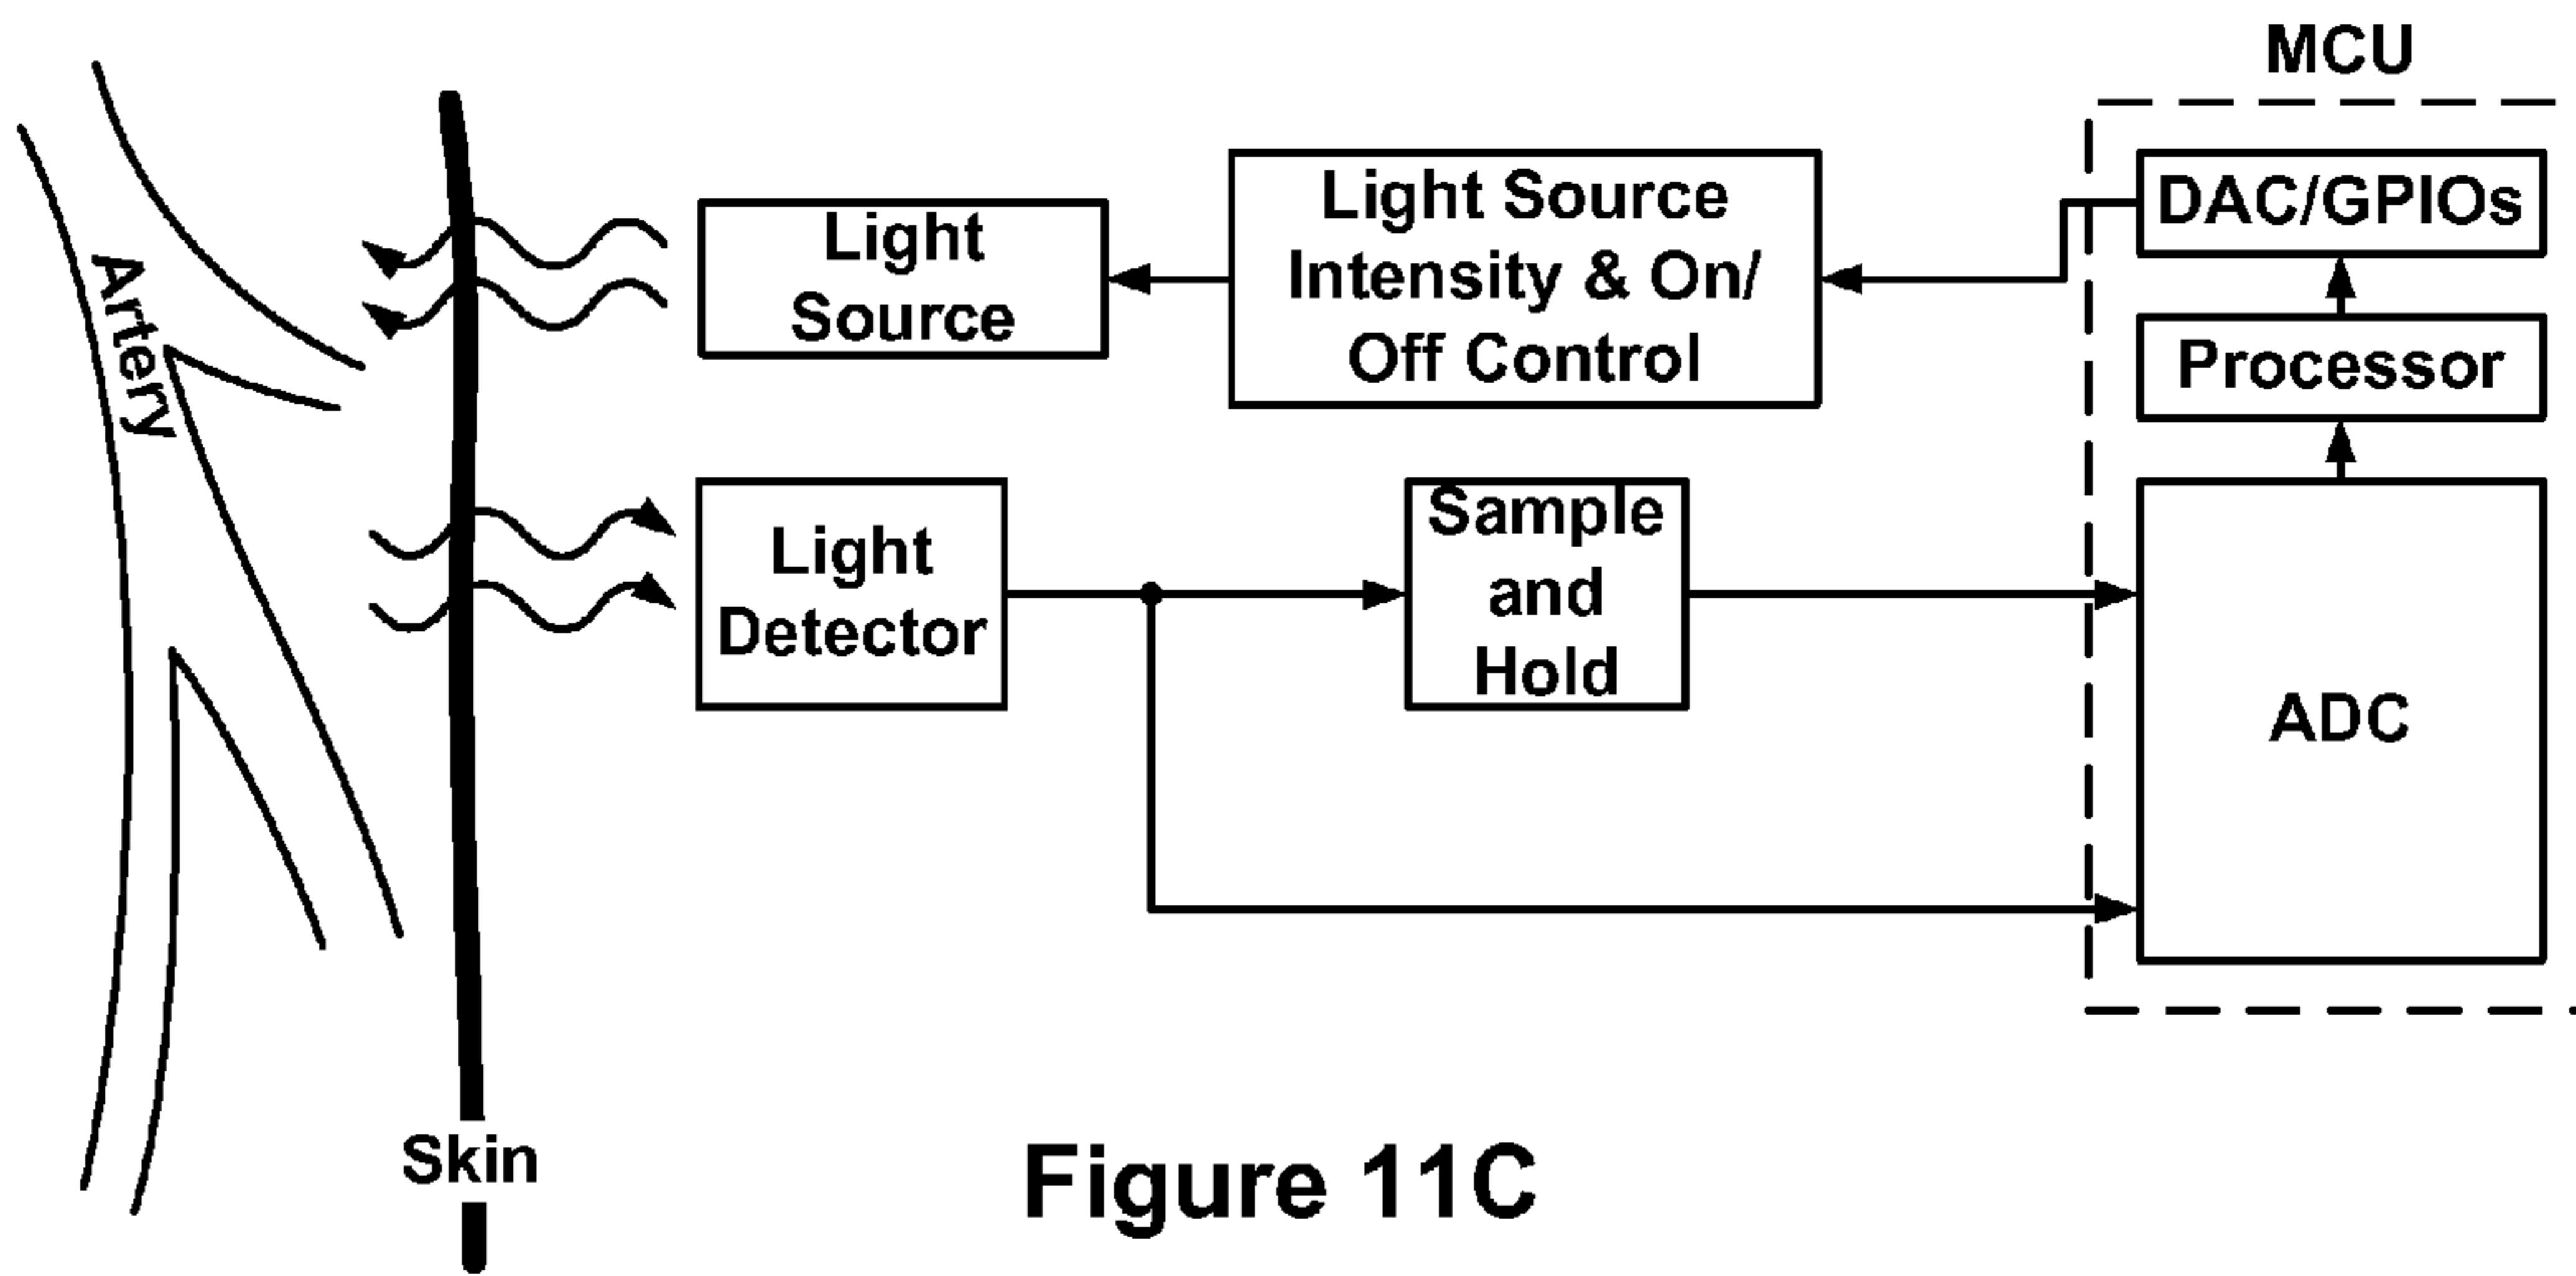 MCU
Artery
Light
Source
Light Source
Intensity & On/
Off Control
DAC/GPIOs
Processor
Light
Detector
Sample
and
Hold
ADC
Skin
Figure 11C